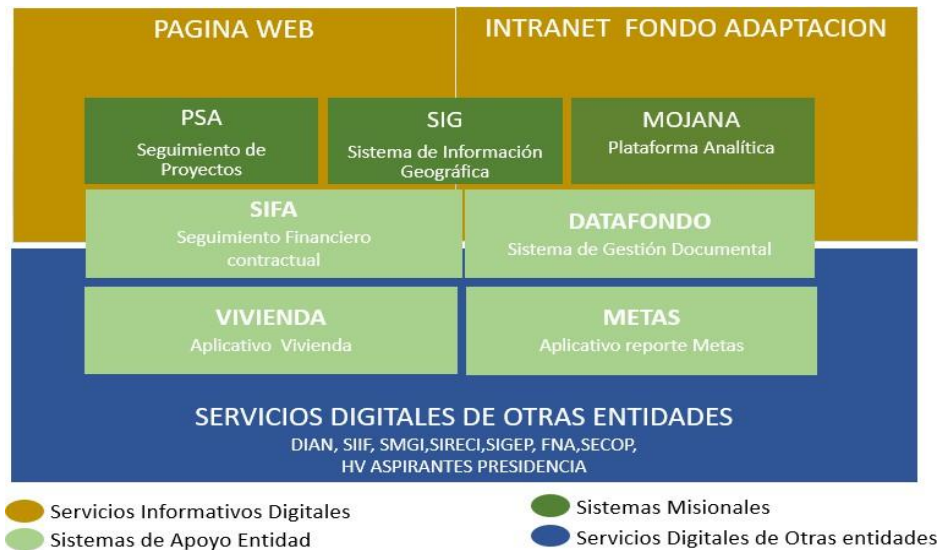 PAGINA WEB
INTRANET FONDO ADAPTACION
PSA
Seguimiento de
Proyectos
SIG
Sistema de Información
Geográfica
MOJANA
Plataforma Analítica
SIFA
Seguimiento Financiero
contractual
DATAFONDO
Sistema de Gestión Documental
VIVIENDA
Aplicativo Vivienda
METAS
Aplicativo reporte Metas
SERVICIOS DIGITALES DE OTRAS ENTIDADES
DIAN, SIIF, SMGI,SIRECI,SIGEP, FNA,SECOP,
HV ASPIRANTES PRESIDENCIA
Servicios Informativos Digitales
Sistemas Misionales
Sistemas de Apoyo Entidad
Servicios Digitales de Otras entidades